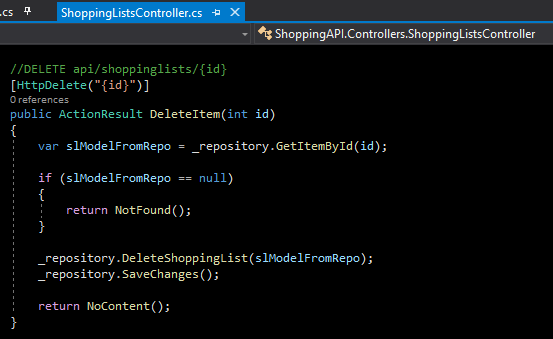 .cs
ShoppingListsController.cs
ShoppingAPI.Controllers.ShoppingListsController
//DELETE api/shoppinglists/{id}
[HttpDelete("{id}")]
0 references
public ActionResult DeleteItem(int id)
{
var slModelFromRepo = _repository.GetItemById(id);
if (slModelFromRepo == null)
{
return NotFound();
}
_repository.DeleteShoppingList(slModelFromRepo);
_repository.SaveChanges();
return NoContent();
}